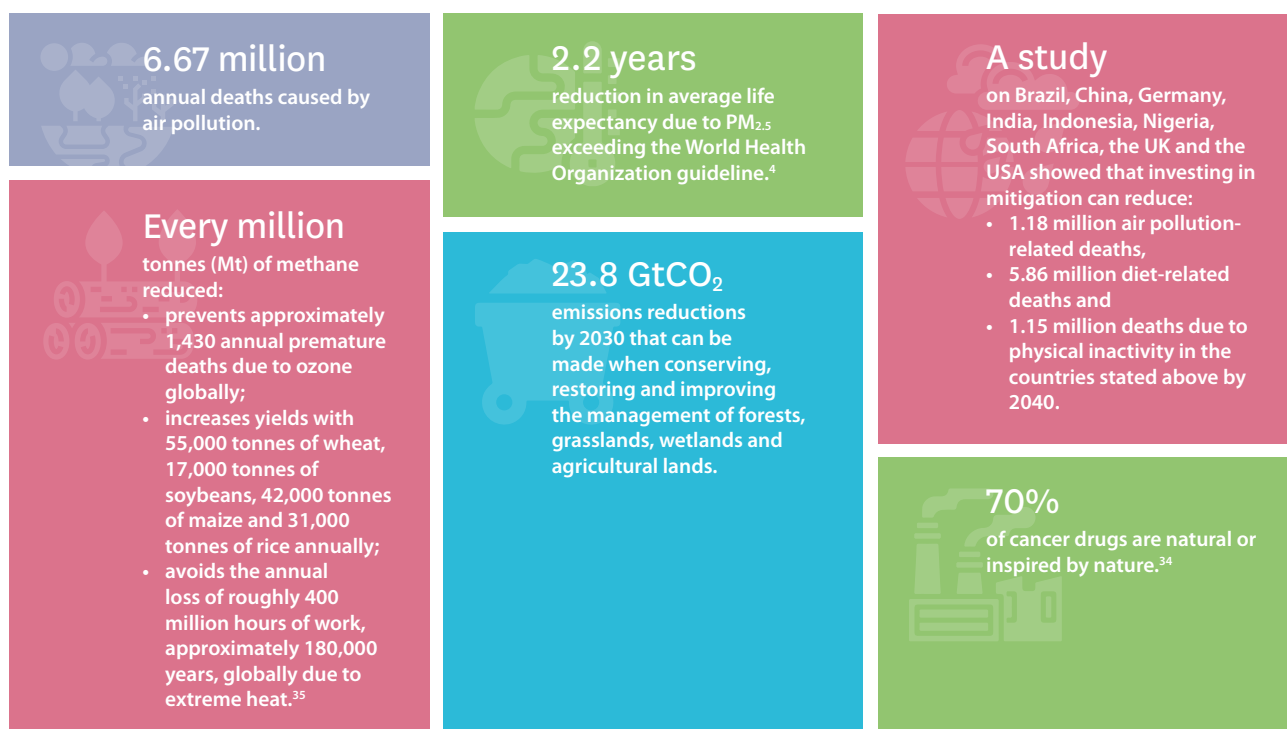 6.67 million
annual deaths caused by
air pollution.
Every million
tonnes (Mt) of methane
reduced:
• prevents approximately
1,430 annual premature
deaths due to ozone
globally;
• increases yields with
55,000 tonnes of wheat,
17,000 tonnes of
soybeans, 42,000 tonnes
of maize and 31,000
tonnes of rice annually;
• avoids the annual
loss of roughly 400
million hours of work,
approximately 180,000
years, globally due to
extreme heat.³⁵
2.2 years
reduction in average life
expectancy due to PM₂.₅
exceeding the World Health
Organization guideline.⁴
23.8 GtCO₂
emissions reductions
by 2030 that can be
made when conserving,
restoring and improving
the management of forests,
grasslands, wetlands and
agricultural lands.
A study
on Brazil, China, Germany,
India, Indonesia, Nigeria,
South Africa, the UK and the
USA showed that investing in
mitigation can reduce:
• 1.18 million air pollution-
related deaths,
• 5.86 million diet-related
deaths and
• 1.15 million deaths due to
physical inactivity in the
countries stated above by
2040.
70%
of cancer drugs are natural or
inspired by nature.³⁴